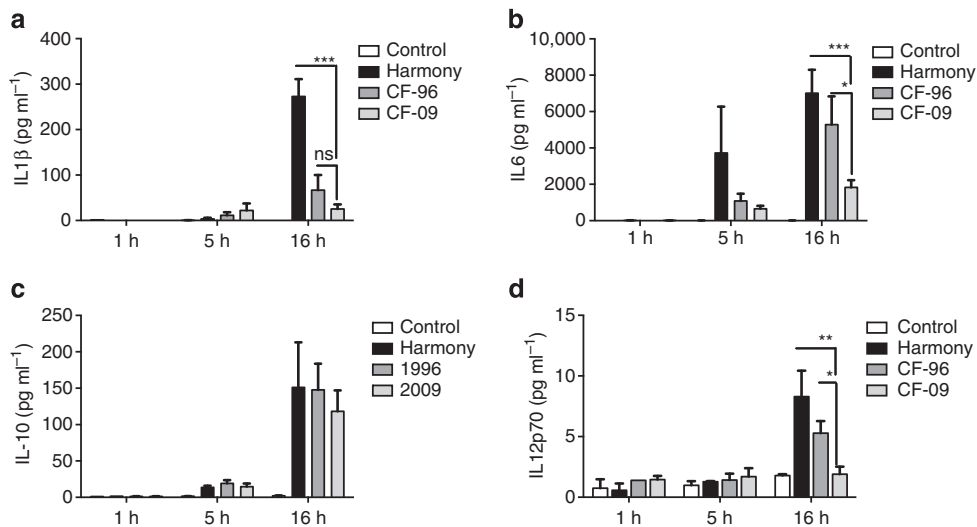 a
IL1β (pg ml⁻¹)
400
300
200
100
0
1 h
5 h
16 h
***
ns
Control
Harmony
CF-96
CF-09
b
IL6 (pg ml⁻¹)
10,000
8000
6000
4000
2000
0
1 h
5 h
16 h
***
*
Control
Harmony
CF-96
CF-09
c
IL-10 (pg ml⁻¹)
250
200
150
100
50
0
1 h
5 h
16 h
Control
Harmony
1996
2009
d
IL12p70 (pg ml⁻¹)
15
10
5
0
1 h
5 h
16 h
**
*
Control
Harmony
CF-96
CF-09